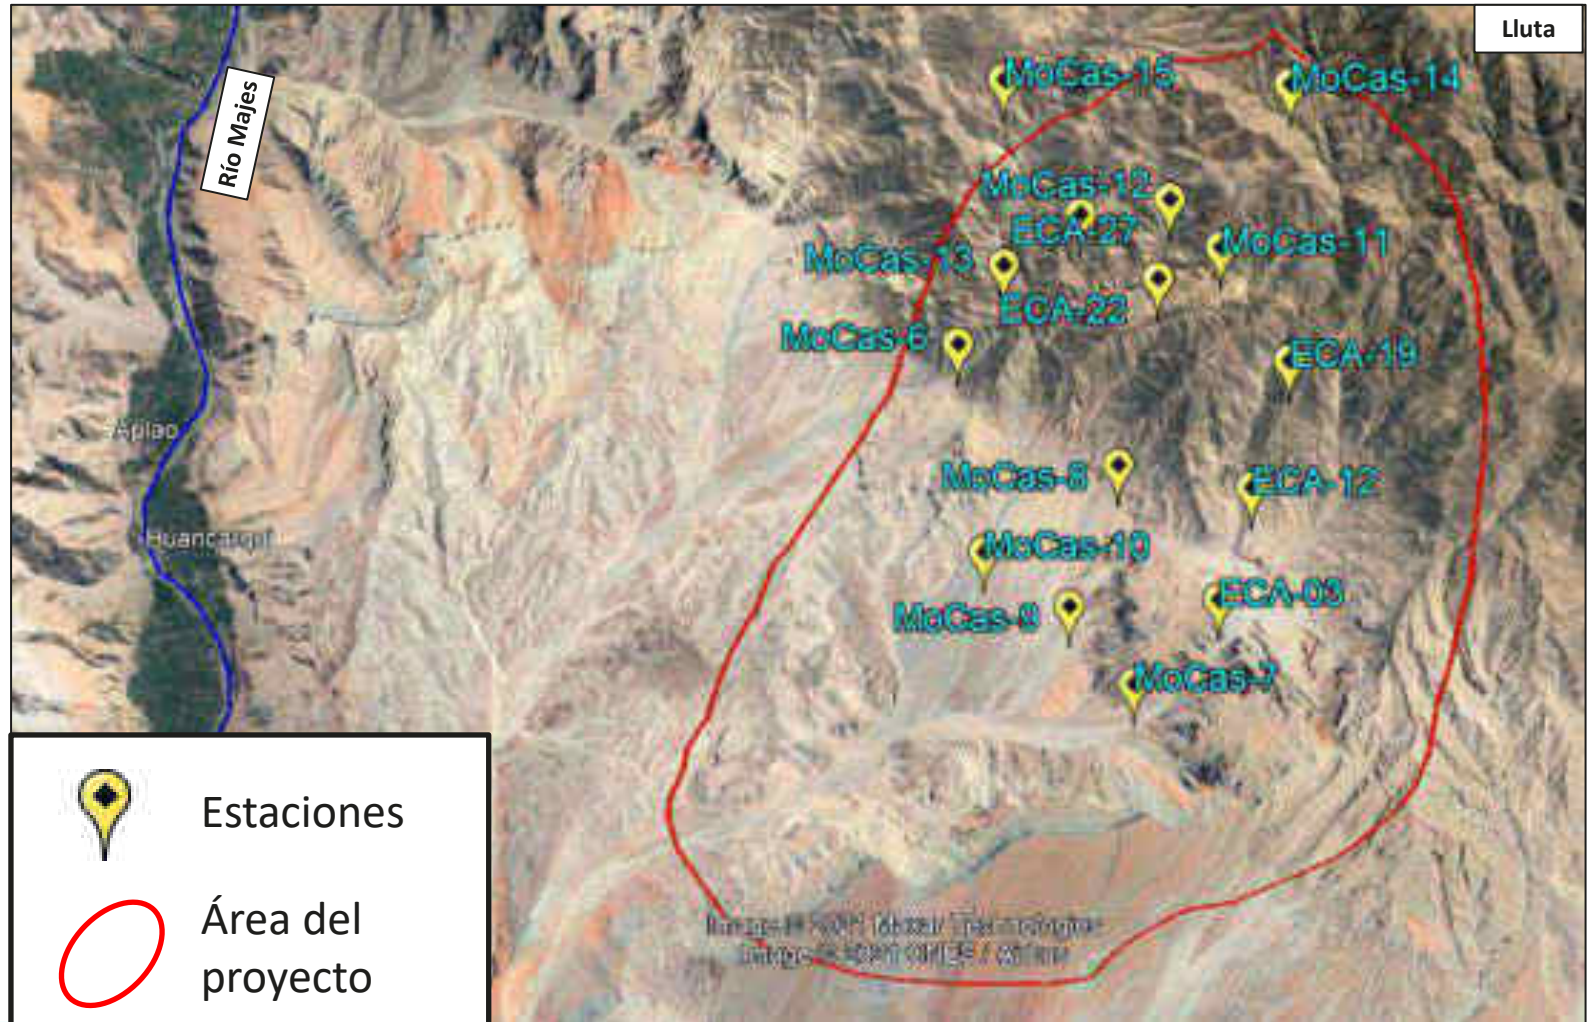 Lluta
MoCas-15
MoCas-14
Río Majes
MoCas-12
ECA-27
MoCas-11
MoCas-13
ECA-22
MoCas-6
ECA-19
Aplao
MoCas-8
ECA-12
Huancarqui
MoCas-10
ECA-03
MoCas-9
MoCas-7
Estaciones
Área del
proyecto